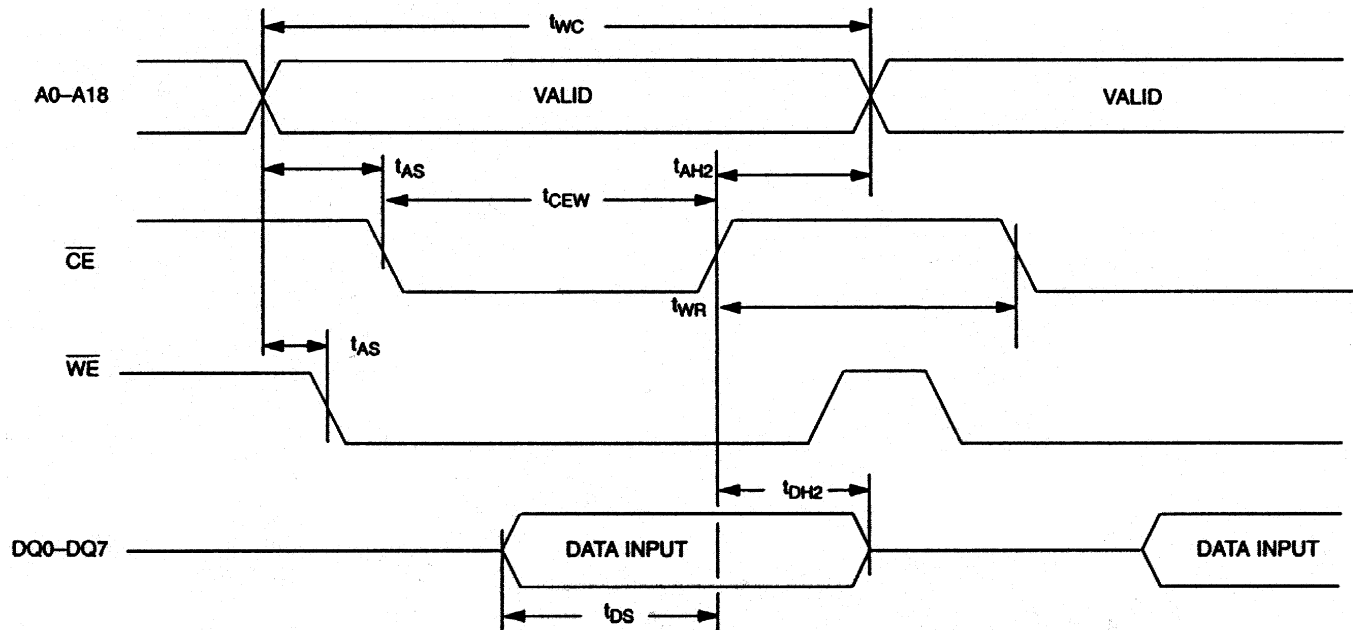 tWC
A0–A18
VALID
VALID
tAS
tAH2
tCEW
CE
tWR
tAS
WE
tDH2
DQ0–DQ7
DATA INPUT
DATA INPUT
tDS